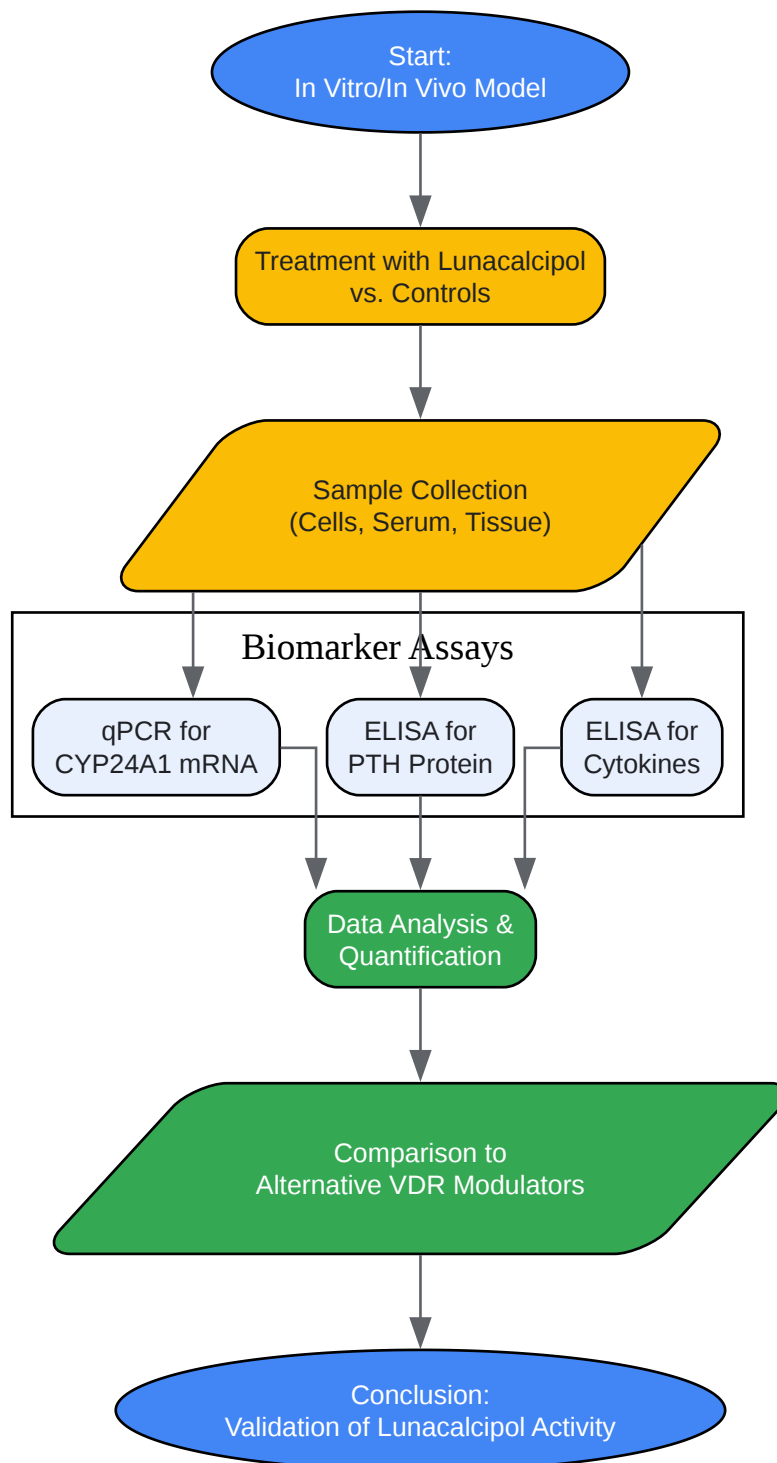 Start:
In Vitro/In Vivo Model
Treatment with Lunacalcipol
vs. Controls
Sample Collection
(Cells, Serum, Tissue)
Biomarker Assays
qPCR for
CYP24A1 mRNA
ELISA for
PTH Protein
ELISA for
Cytokines
Data Analysis &
Quantification
Comparison to
Alternative VDR Modulators
Conclusion:
Validation of Lunacalcipol Activity